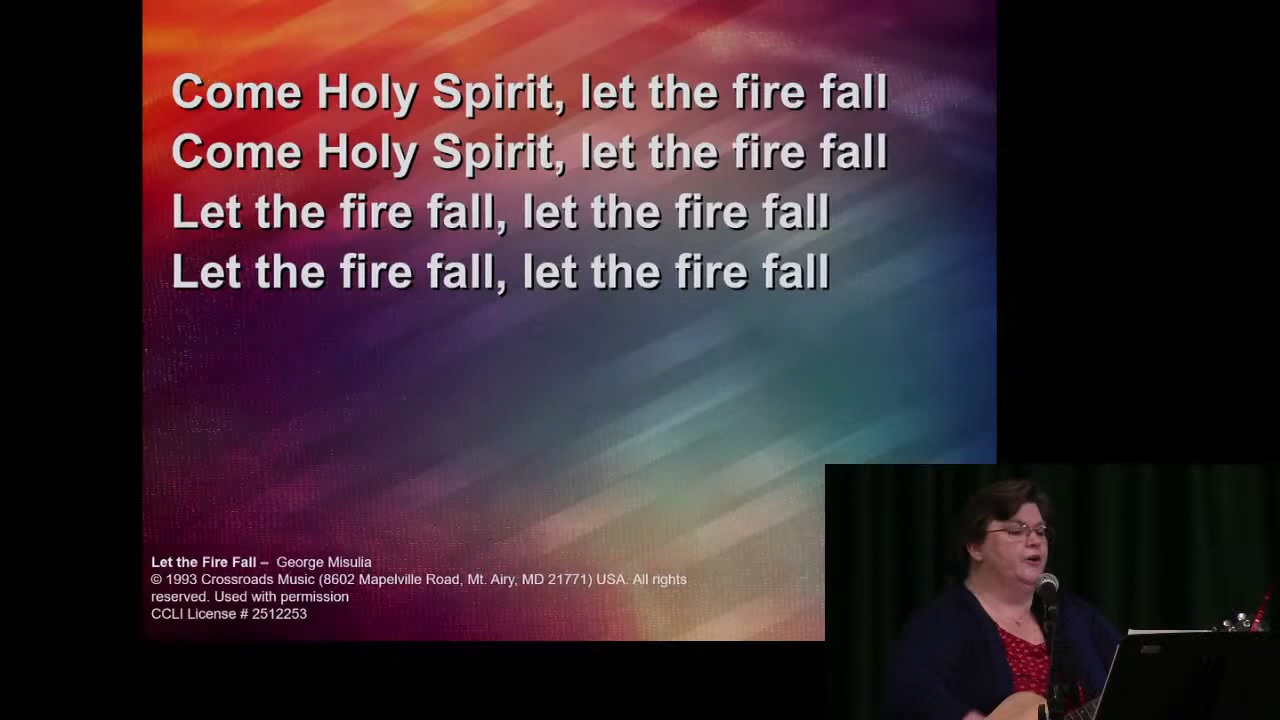 Come Holy Spirit, let the fire fall
Come Holy Spirit, let the fire fall
Let the fire fall, let the fire fall
Let the fire fall, let the fire fall
Let the Fire Fall – George Misulia
© 1993 Crossroads Music (8602 Mapelville Road, Mt. Airy, MD 21771) USA. All rights
reserved. Used with permission
CCLI License # 2512253